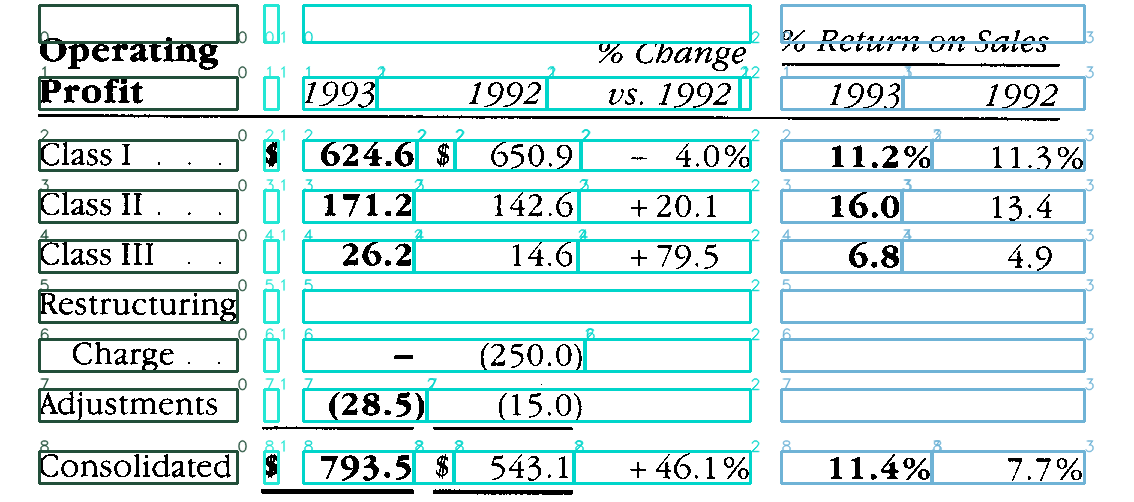 Operating % Change % Return on Sales
Profit 1993 1992 vs. 1992 1993 1992
Class I . . . $ 624.6 $ 650.9 – 4.0% 11.2% 11.3%
Class II . . . 171.2 142.6 + 20.1 16.0 13.4
Class III . . 26.2 14.6 + 79.5 6.8 4.9
Restructuring
Charge . . – (250.0)
Adjustments (28.5) (15.0)
Consolidated $ 793.5 $ 543.1 + 46.1% 11.4% 7.7%